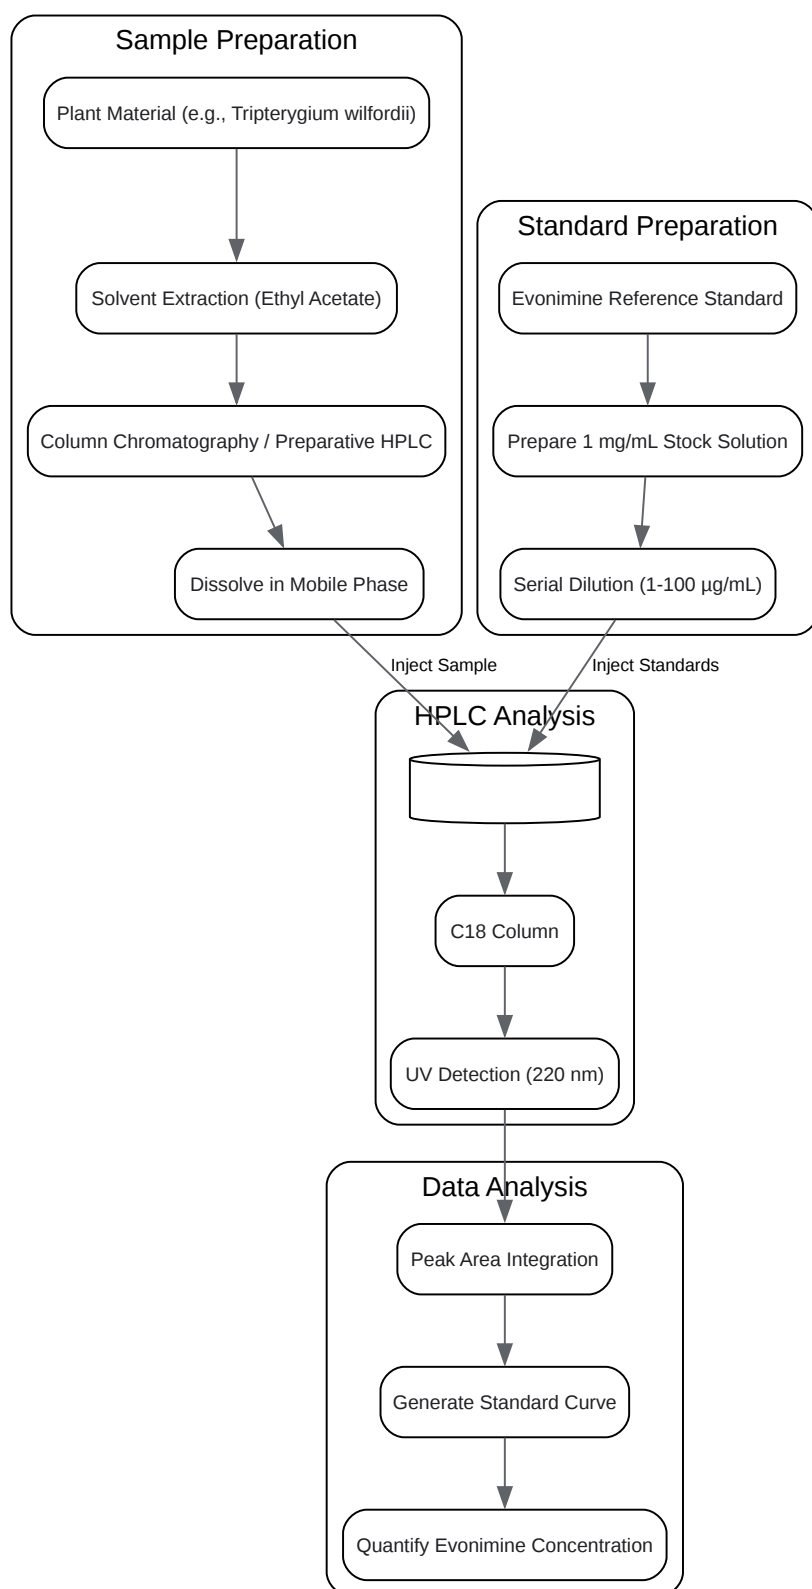 Sample Preparation
Plant Material (e.g., Tripterygium wilfordii)
Solvent Extraction (Ethyl Acetate)
Column Chromatography / Preparative HPLC
Dissolve in Mobile Phase
Standard Preparation
Evonimine Reference Standard
Prepare 1 mg/mL Stock Solution
Serial Dilution (1-100 µg/mL)
Inject Sample
Inject Standards
HPLC Analysis
C18 Column
UV Detection (220 nm)
Data Analysis
Peak Area Integration
Generate Standard Curve
Quantify Evonimine Concentration